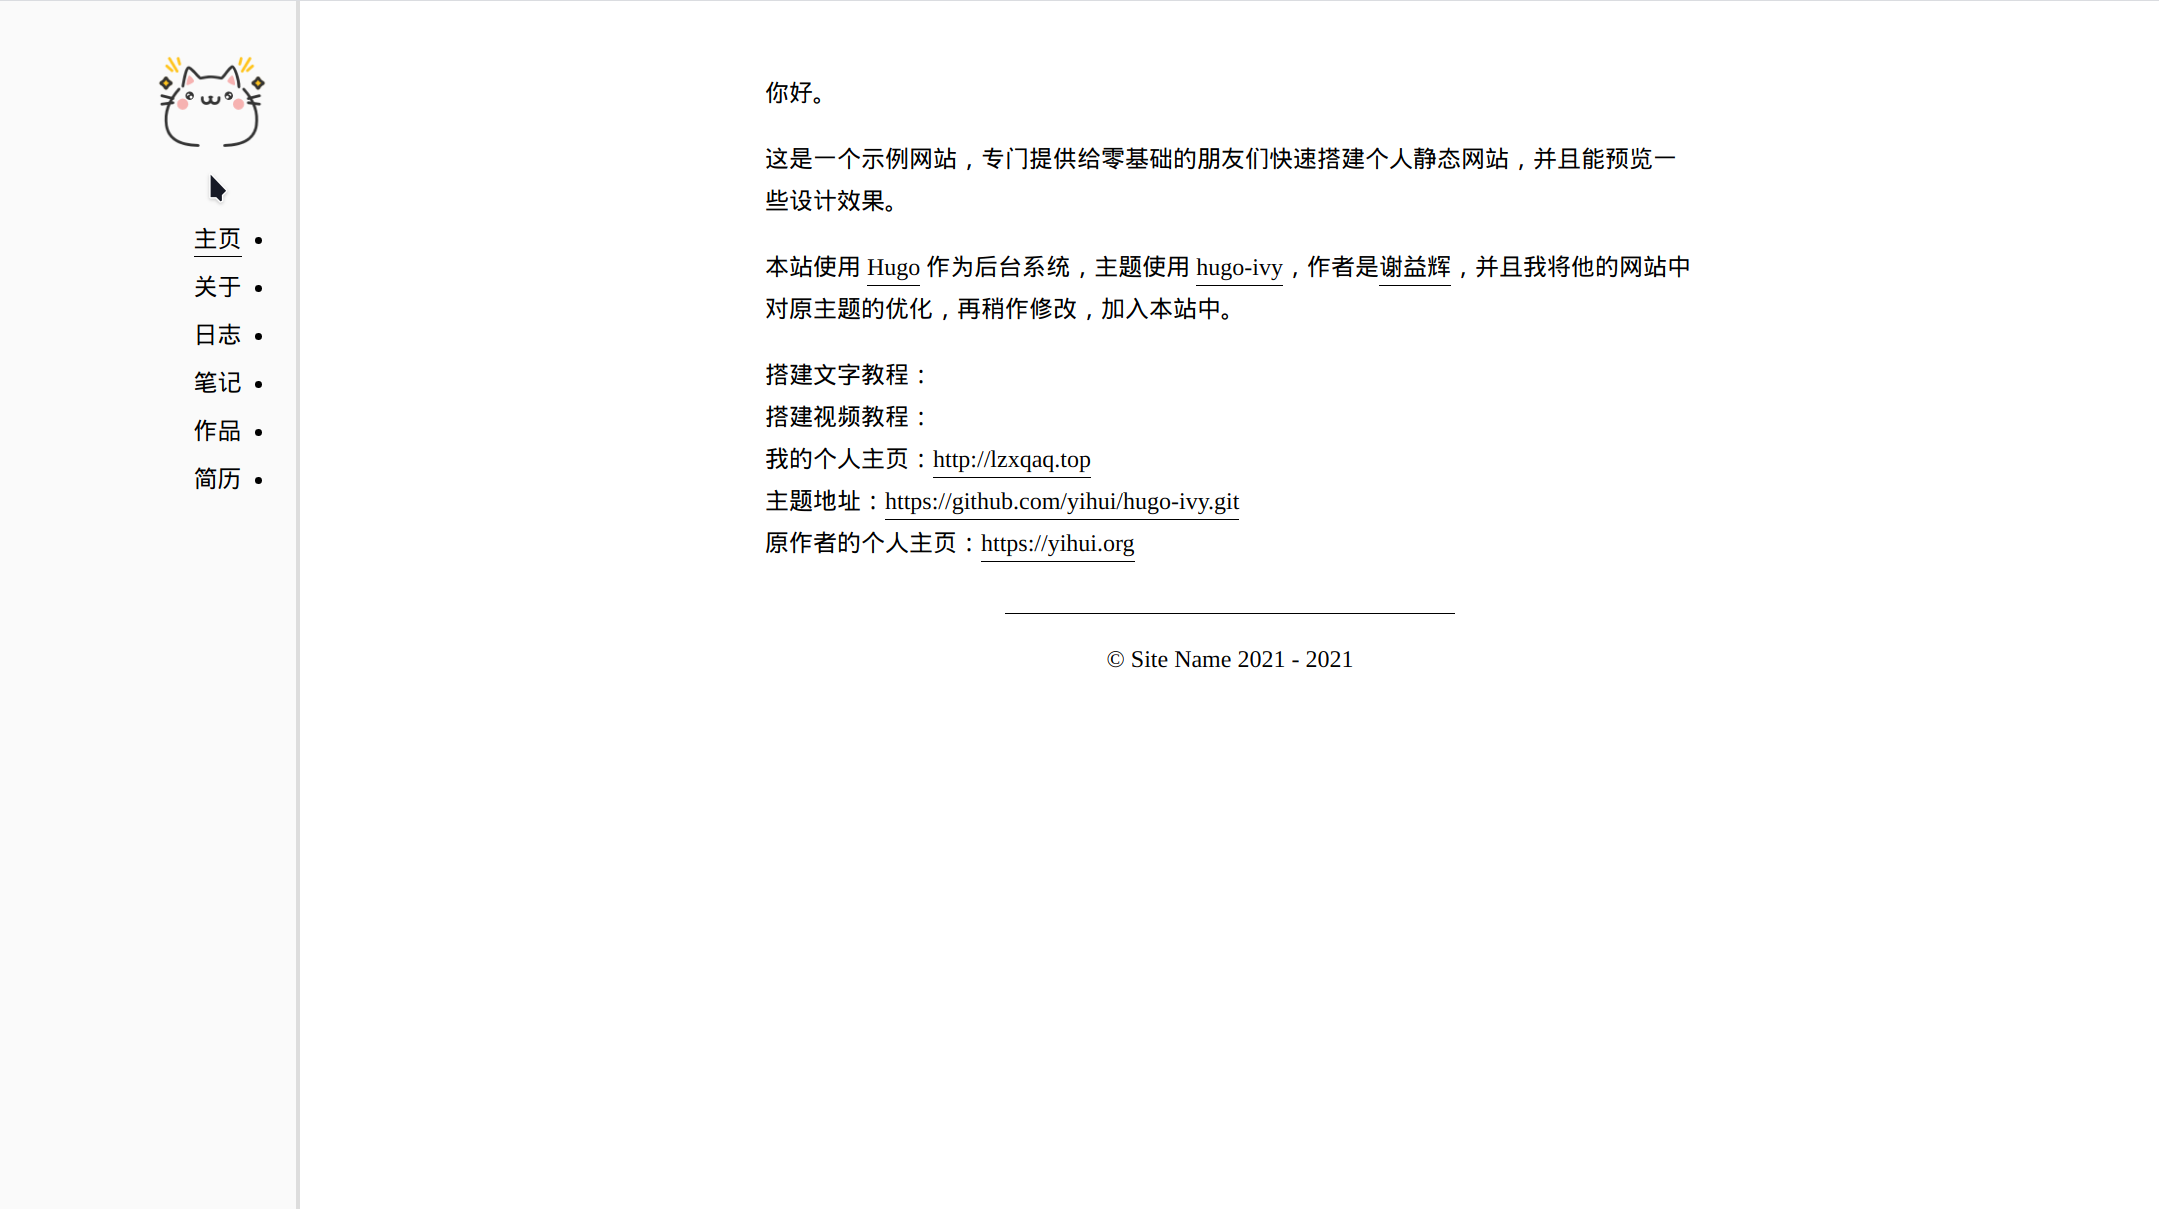 主页
关于
日志
笔记
作品
简历
你好。
这是一个示例网站，专门提供给零基础的朋友们快速搭建个人静态网站，并且能预览一
些设计效果。
本站使用 Hugo 作为后台系统，主题使用 hugo-ivy，作者是谢益辉，并且我将他的网站中
对原主题的优化，再稍作修改，加入本站中。
搭建文字教程：
搭建视频教程：
我的个人主页：http://lzxqaq.top
主题地址：https://github.com/yihui/hugo-ivy.git
原作者的个人主页：https://yihui.org
© Site Name 2021 - 2021